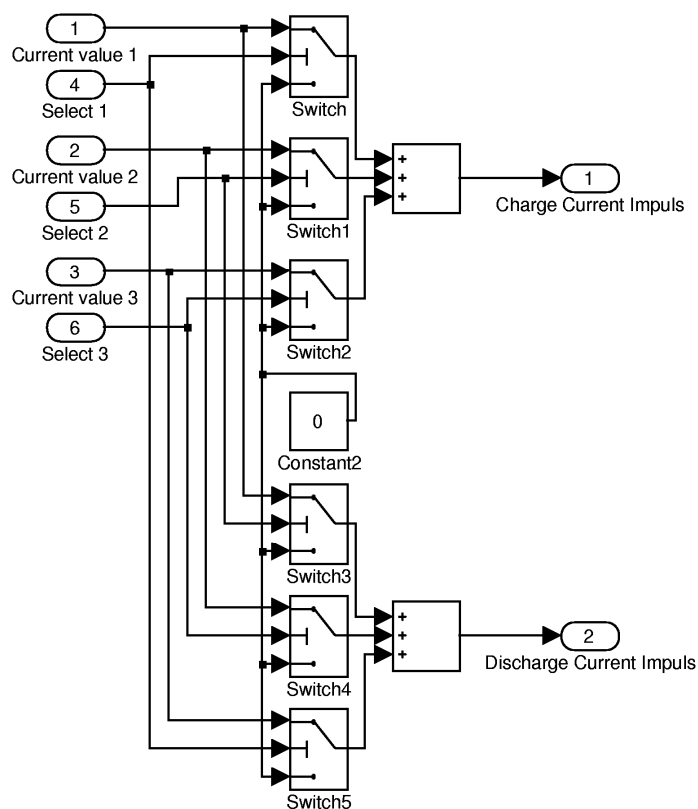 1
Current value 1
4
Select 1
Switch
2
Current value 2
5
Select 2
Switch1
+
+
+
1
Charge Current Impuls
3
Current value 3
6
Select 3
Switch2
0
Constant2
Switch3
Switch4
+
+
+
2
Discharge Current Impuls
Switch5